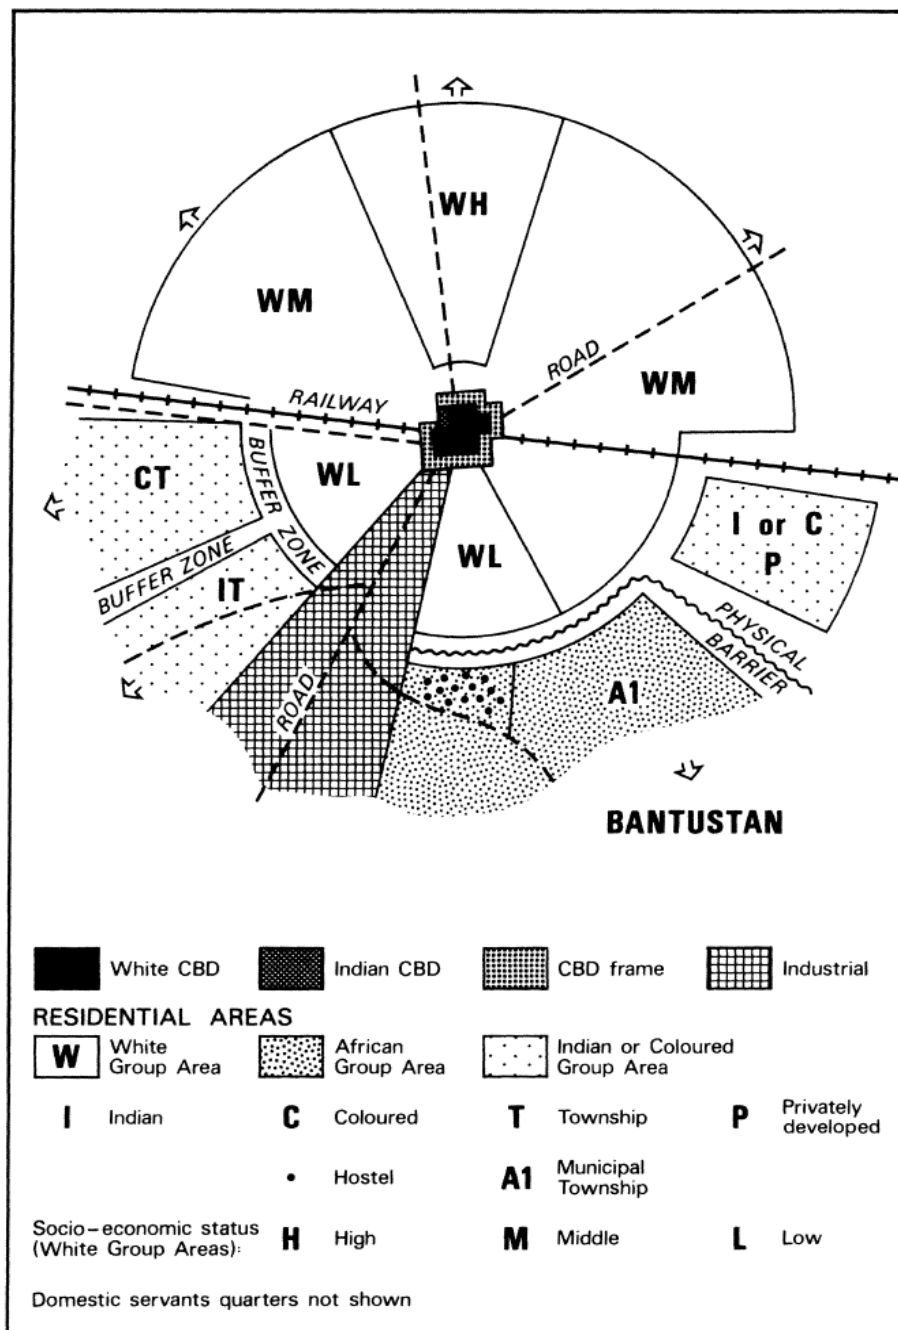 WH
WM
ROAD
WM
RAILWAY
CT
BUFFER ZONE
WL
I or C
P
BUFFER ZONE
IT
WL
PHYSICAL
BARRIER
ROAD
A1
BANTUSTAN
White CBD
Indian CBD
CBD frame
Industrial
RESIDENTIAL AREAS
W White
Group Area
African
Group Area
Indian or Coloured
Group Area
I Indian
C Coloured
T Township
P Privately
developed
• Hostel
A1 Municipal
Township
Socio-economic status
(White Group Areas):
H High
M Middle
L Low
Domestic servants quarters not shown